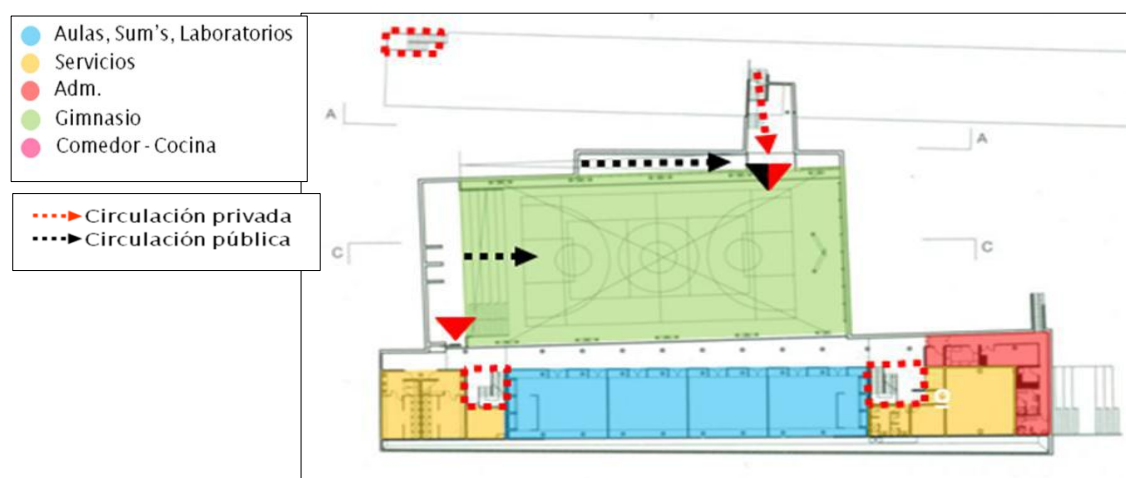 Aulas, Sum's, Laboratorios
Servicios
Adm.
Gimnasio
Comedor - Cocina
Circulación privada
Circulación pública
A
A
C
C